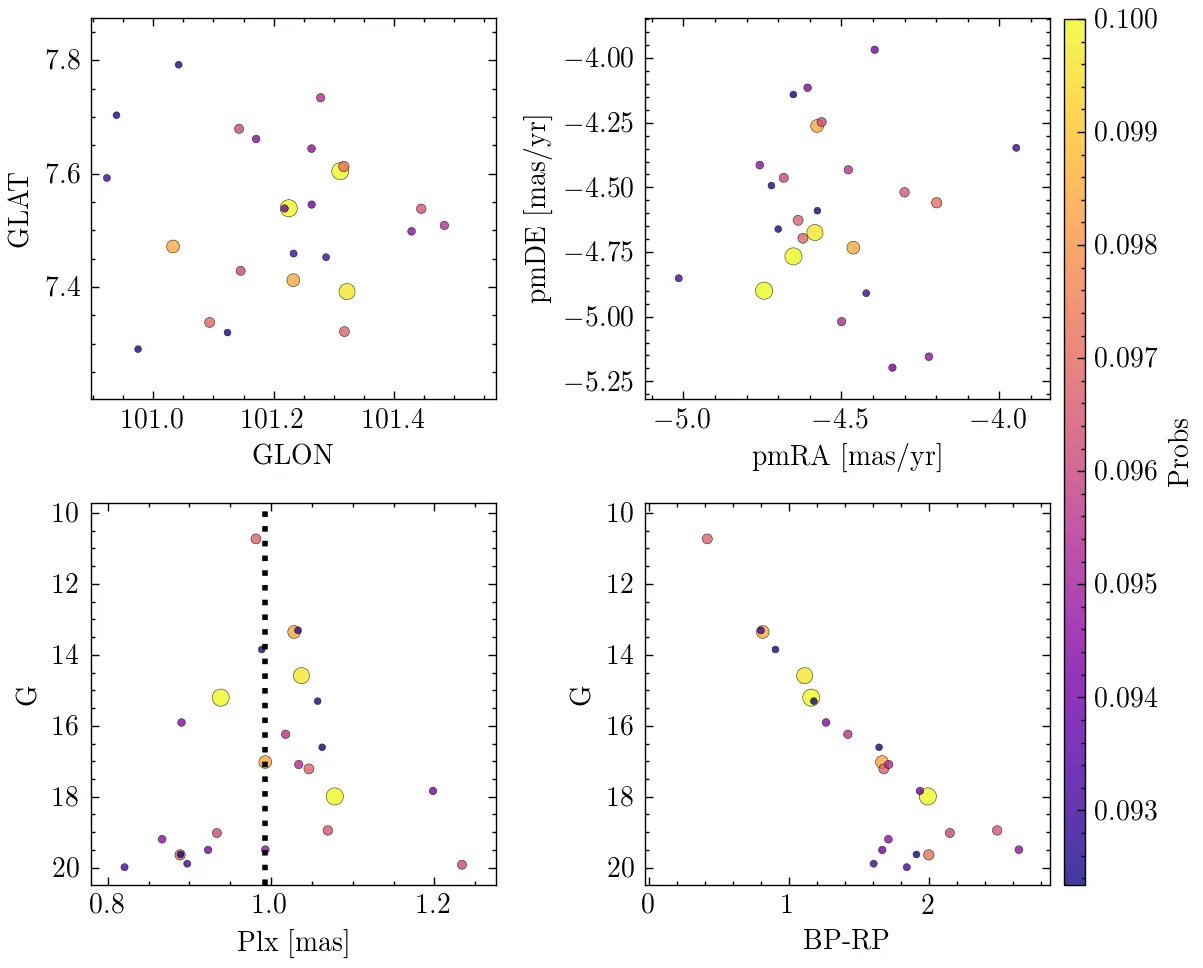 7.8
7.6
7.4
GLAT
101.0 101.2 101.4
GLON
−4.00
−4.25
−4.50
−4.75
−5.00
−5.25
pmDE [mas/yr]
−5.0 −4.5 −4.0
pmRA [mas/yr]
0.100
0.099
0.098
0.097
0.096
0.095
0.094
0.093
Probs
10
12
14
16
18
20
G
0.8 1.0 1.2
Plx [mas]
10
12
14
16
18
20
G
0 1 2
BP-RP